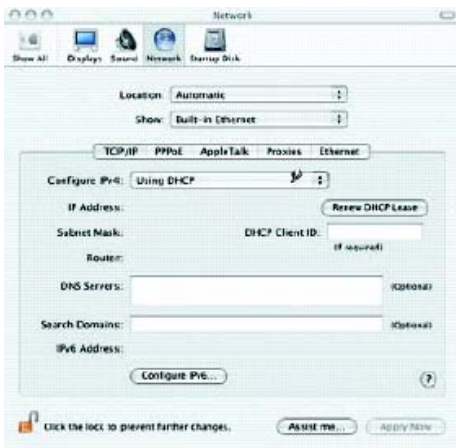 Network
Show All Displays Sound Network Startup Disk
Location: Automatic
Show: Built-in Ethernet
TCP/IP PPPoE AppleTalk Proxies Ethernet
Configure IPv4: Using DHCP
IP Address: Renew DHCP Lease
Subnet Mask: DHCP Client ID:
(If required)
Router:
DNS Servers: (Optional)
Search Domains: (Optional)
IPv6 Address:
Configure IPv6... ?
Click the lock to prevent further changes. Assist me... Apply Now